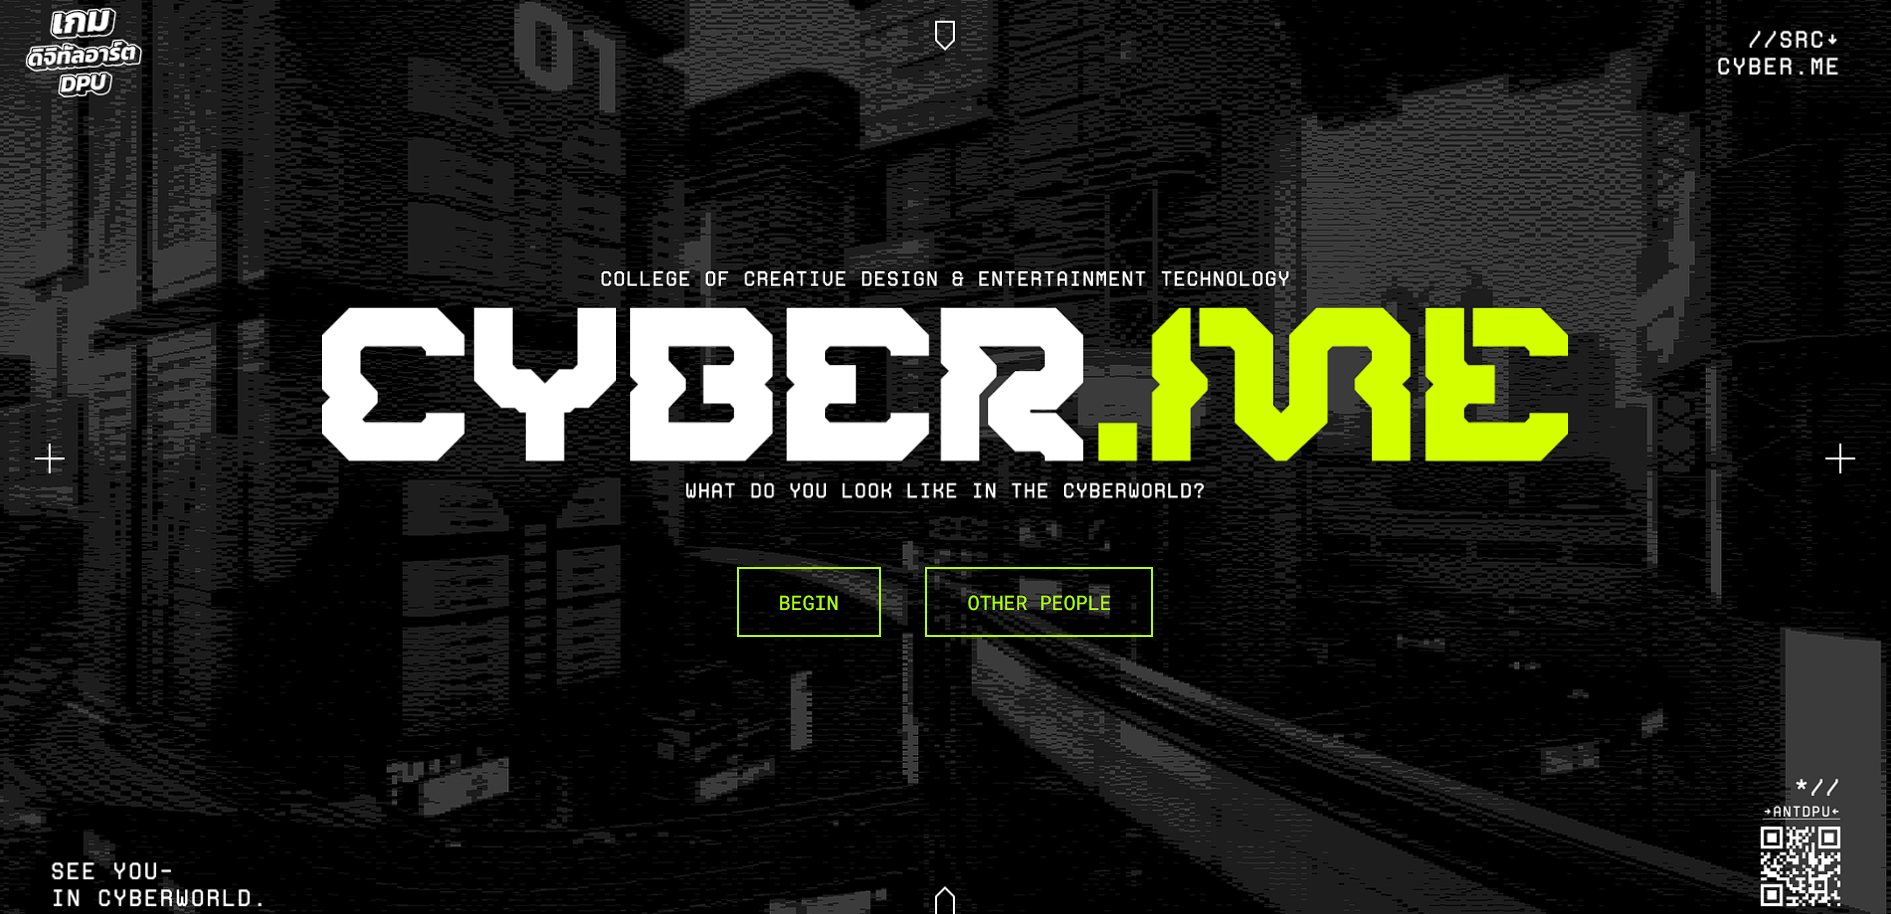 เกม
ดิจิทัลอาร์ต
DPU
//SRC↓
CYBER.ME
01
COLLEGE OF CREATIVE DESIGN & ENTERTAINMENT TECHNOLOGY
CYBER.ME
WHAT DO YOU LOOK LIKE IN THE CYBERWORLD?
BEGIN
OTHER PEOPLE
*//
→ANTDPU←
SEE YOU-
IN CYBERWORLD.